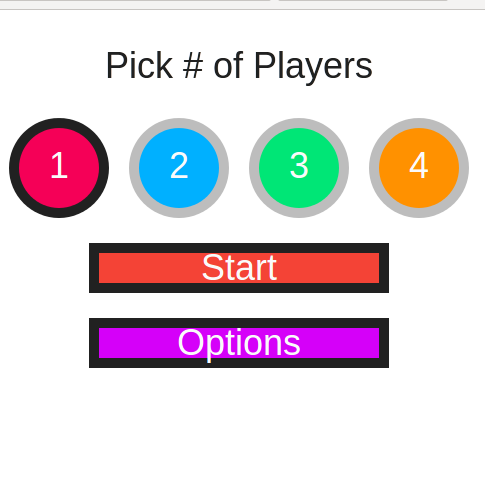 Pick # of Players
1 2 3 4
Start
Options